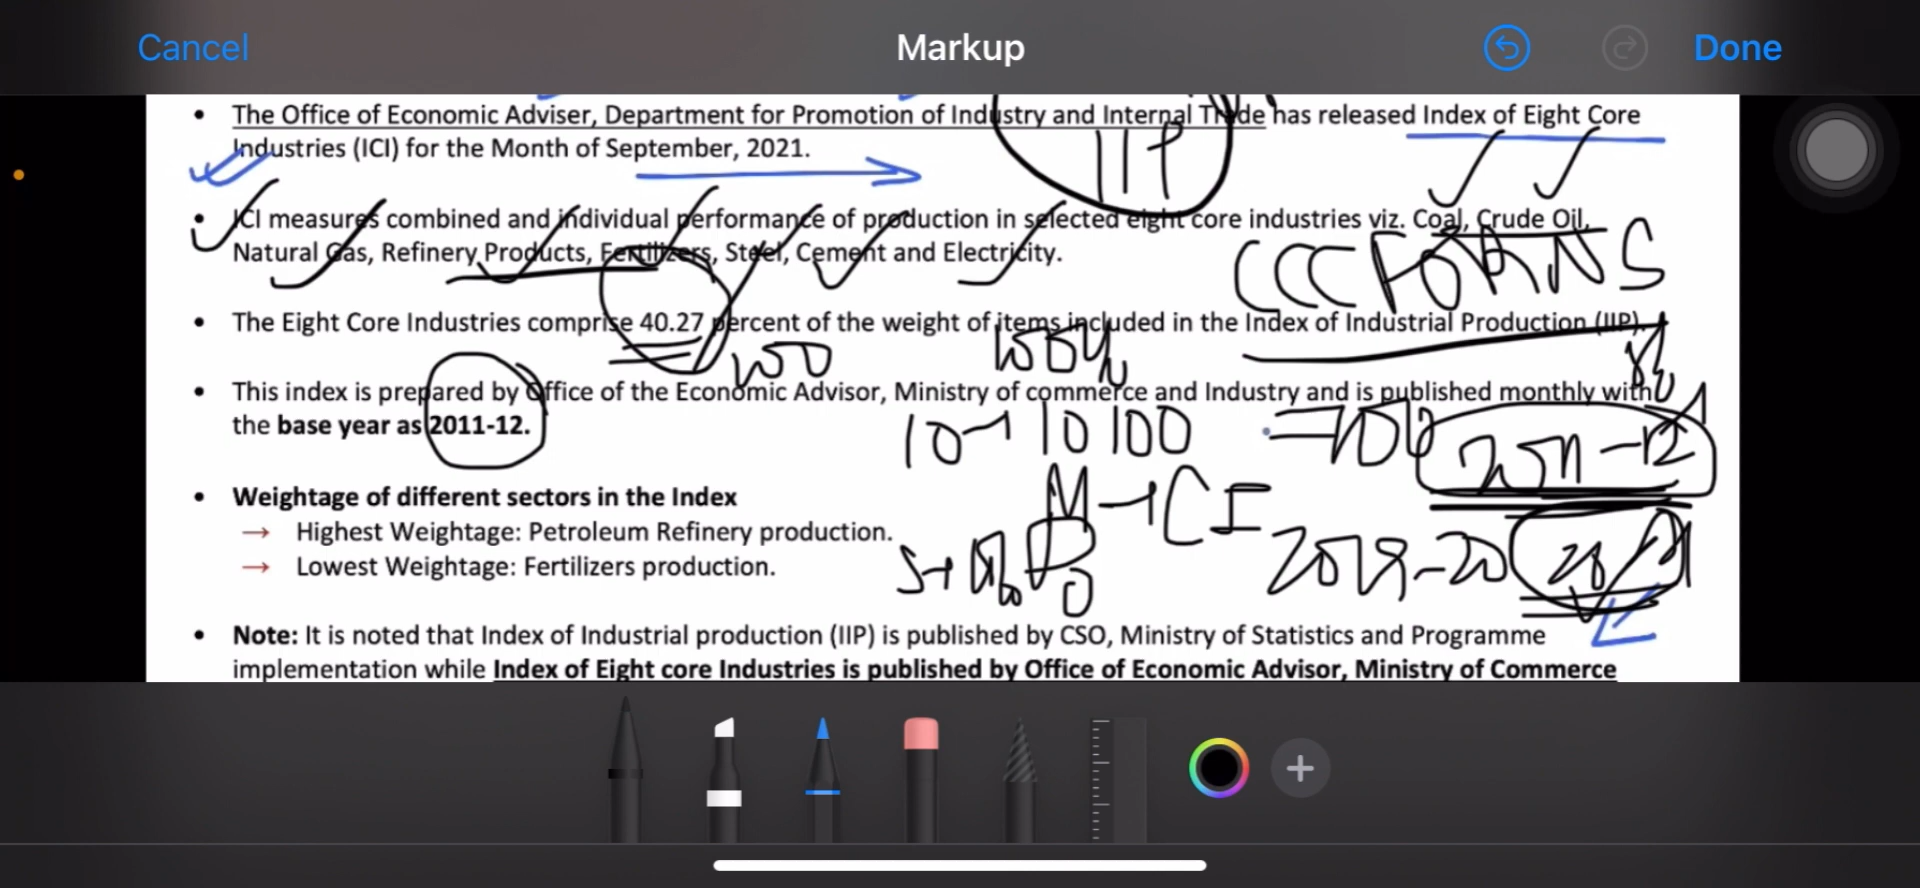 Cancel
Markup
Done
• The Office of Economic Adviser, Department for Promotion of Industry and Internal Trade has released Index of Eight Core
Industries (ICI) for the Month of September, 2021.
IIP
• ICI measures combined and individual performance of production in selected eight core industries viz. Coal, Crude Oil,
Natural Gas, Refinery Products, Fertilizers, Steel, Cement and Electricity.
• The Eight Core Industries comprise 40.27 percent of the weight of items included in the Index of Industrial Production (IIP).
100
• This index is prepared by Office of the Economic Advisor, Ministry of commerce and Industry and is published monthly with
the base year as 2011-12.
10 → 10 100
2011-12
• Weightage of different sectors in the Index
→ Highest Weightage: Petroleum Refinery production.
→ Lowest Weightage: Fertilizers production.
2019-20
• Note: It is noted that Index of Industrial production (IIP) is published by CSO, Ministry of Statistics and Programme
implementation while Index of Eight core Industries is published by Office of Economic Advisor, Ministry of Commerce